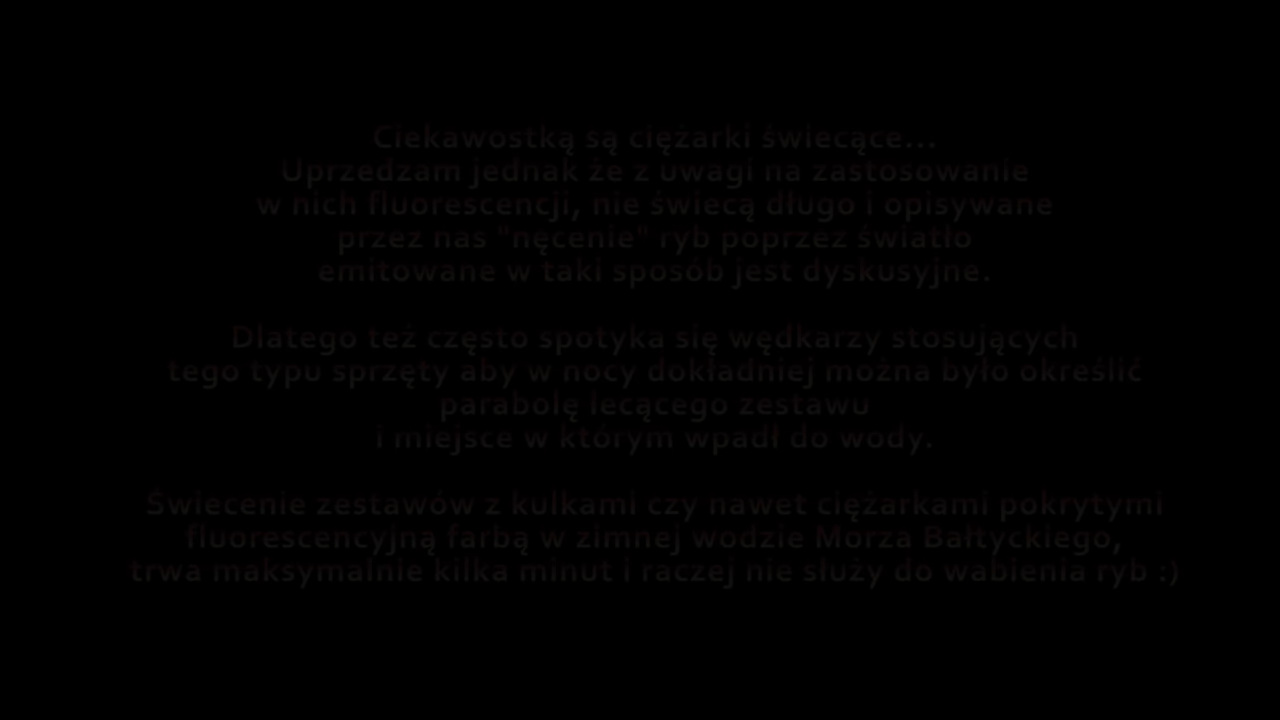 Ciekawostką są ciężarki świecące...
Uprzedzam jednak że z uwagi na zastosowanie
w nich fluorescencji, nie świecą długo i opisywane
przez nas "nęcenie" ryb poprzez światło
emitowane w taki sposób jest dyskusyjne.
Dlatego też często spotyka się wędkarzy stosujących
tego typu sprzęty aby w nocy dokładniej można było określić
parabolę lecącego zestawu
i miejsce w którym wpadł do wody.
Świecenie zestawów z kulkami czy nawet ciężarkami pokrytymi
fluorescencyjną farbą w zimnej wodzie Morza Bałtyckiego,
trwa maksymalnie kilka minut i raczej nie służy do wabienia ryb :)